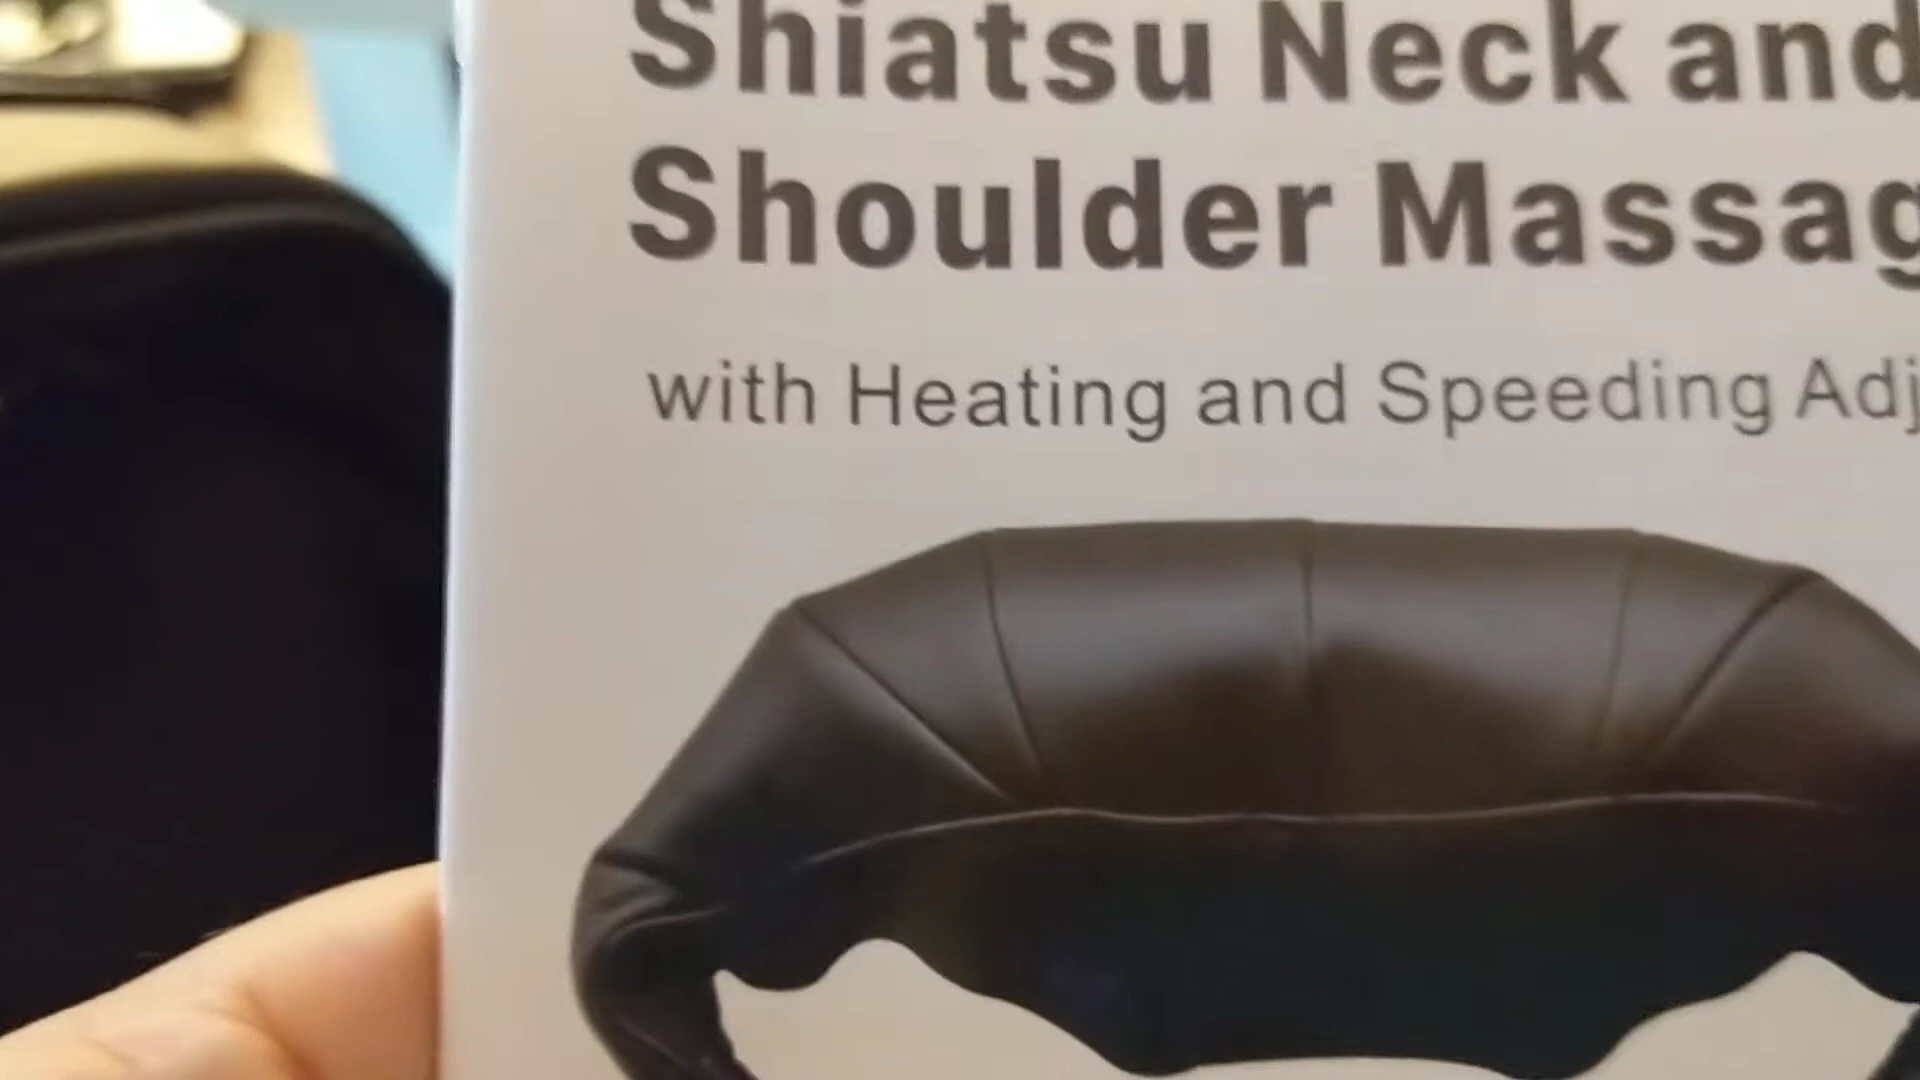 Shiatsu Neck and
Shoulder Massag
with Heating and Speeding Adj